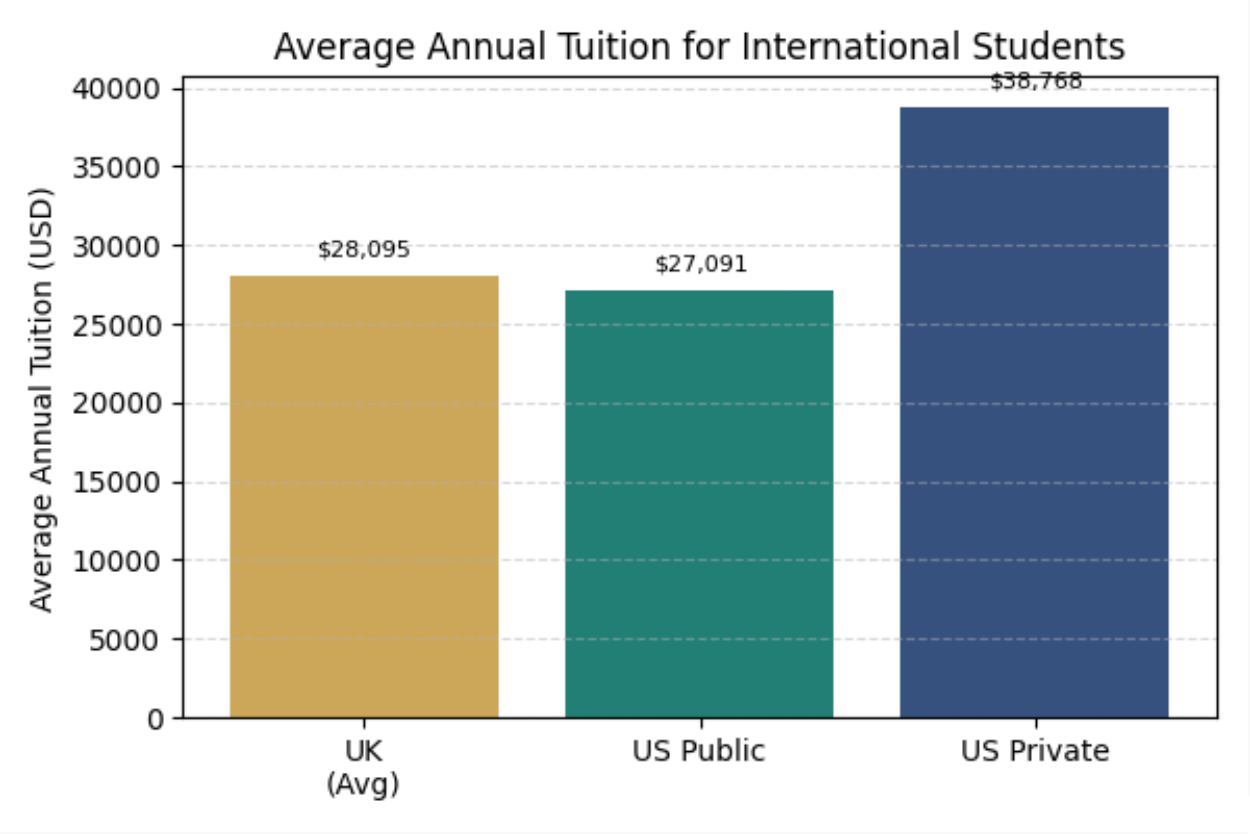 Average Annual Tuition for International Students
Average Annual Tuition (USD)
40000
35000
30000
25000
20000
15000
10000
5000
0
$28,095
$27,091
$38,768
UK
(Avg)
US Public
US Private